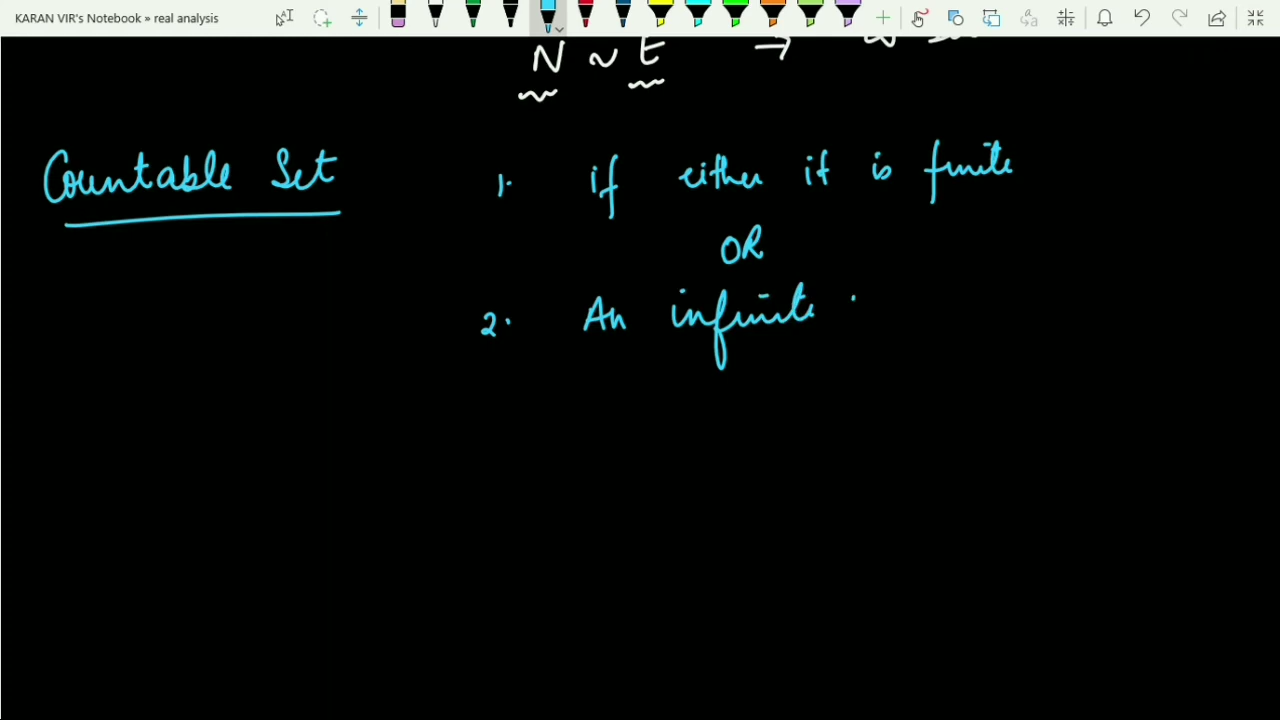 KARAN VIR's Notebook » real analysis
N ~ E →
Countable Set 1. if either it is finite
OR
2. An infinite